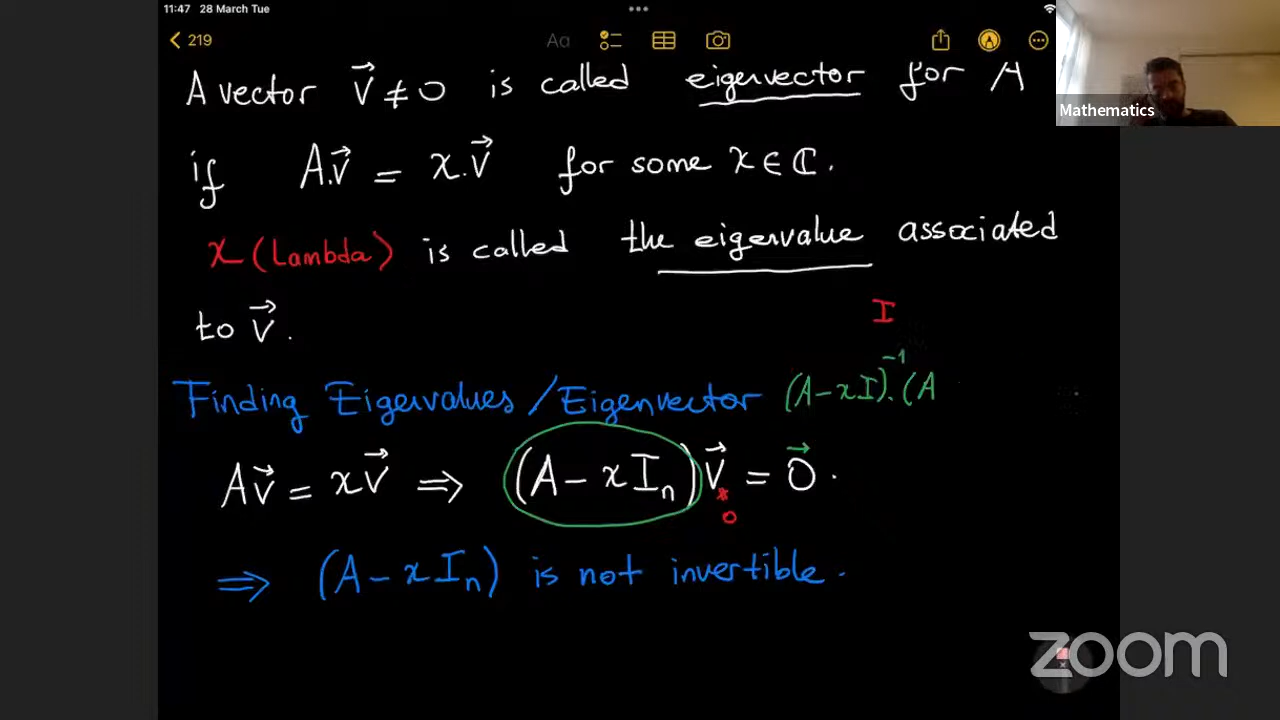 11:47 28 March Tue
219
Aa
Mathematics
A vector v⃗ ≠ 0 is called eigenvector for A
if A.v⃗ = λ.v⃗ for some λ ∈ ℂ.
λ (Lambda) is called the eigenvalue associated
to v⃗.
I
Finding Eigenvalues / Eigenvector (A-λI)⁻¹.(A
Av⃗ = λv⃗ ⇒ (A - λIₙ)v⃗ = 0⃗.
≠
0
⇒ (A - λIₙ) is not invertible.
zoom